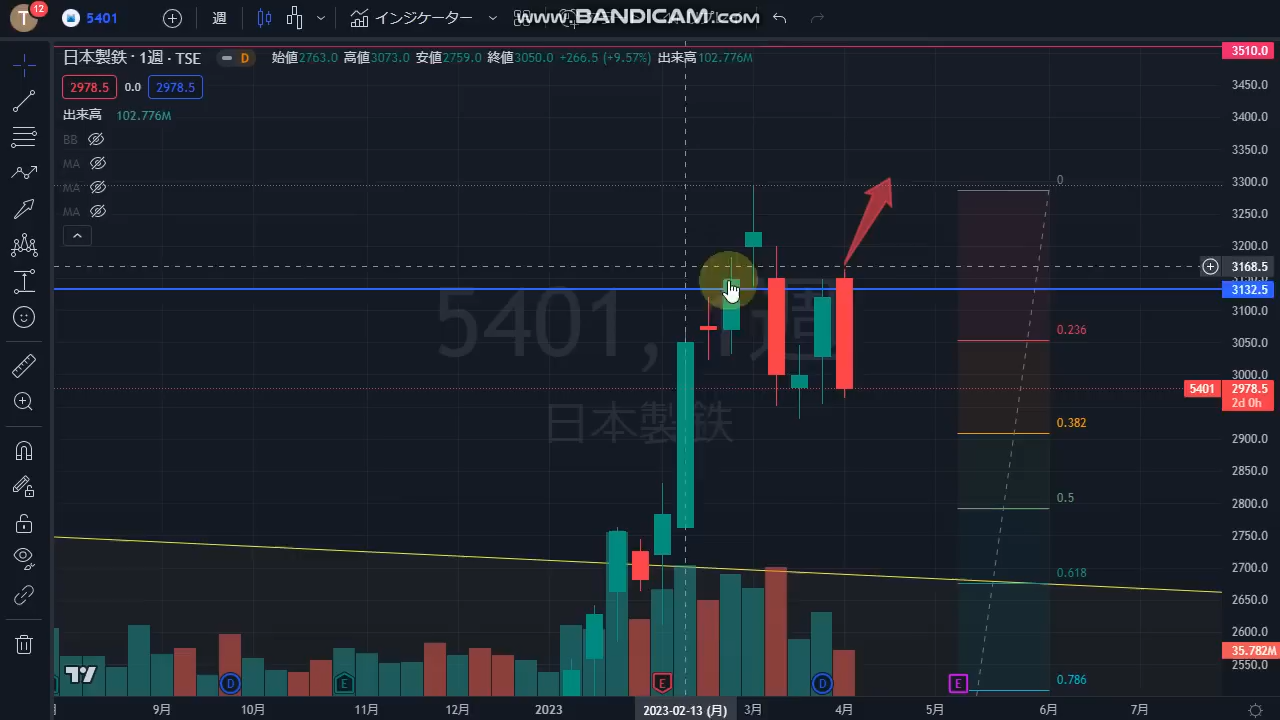 T 12 5401 週 インジケーター www.BANDICAM.com
日本製鉄 · 1週 · TSE D 始値2763.0 高値3073.0 安値2759.0 終値3050.0 +266.5 (+9.57%) 出来高102.776M
2978.5 0.0 2978.5
出来高 102.776M
BB
MA
MA
MA
5401, 1週
日本製鉄
3510.0
3450.0
3400.0
3350.0
3300.0
3250.0
3200.0
3168.5
3132.5
3100.0
3050.0
3000.0
5401 2978.5
2d 0h
2900.0
2850.0
2800.0
2750.0
2700.0
2650.0
2600.0
35.782M
2550.0
0
0.236
0.382
0.5
0.618
0.786
D E E D E
9月 10月 11月 12月 2023 2023-02-13 (月) 3月 4月 5月 6月 7月